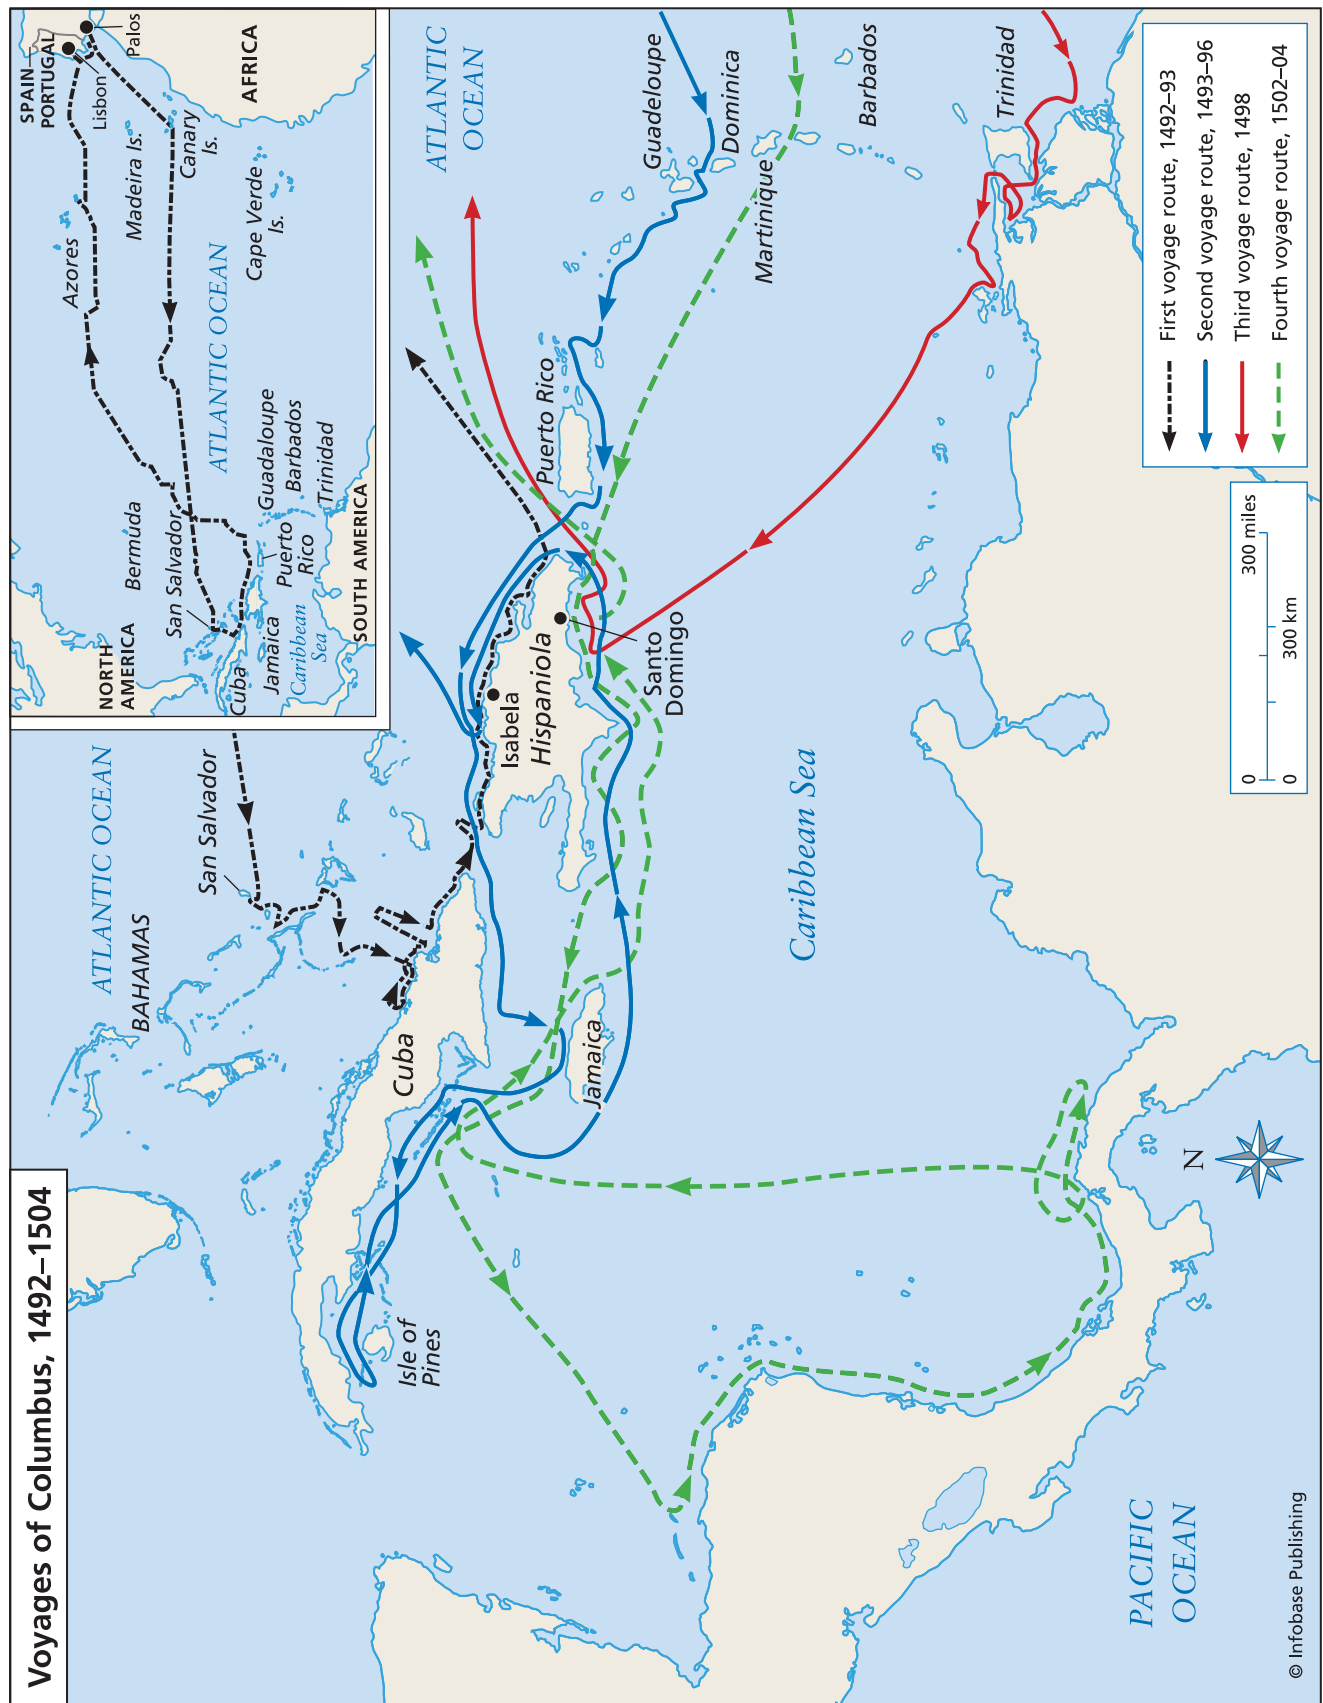 Voyages of Columbus, 1492–1504
SPAIN
PORTUGAL
Palos
Lisbon
AFRICA
Azores
Madeira Is.
Canary
Is.
Cape Verde
Is.
ATLANTIC OCEAN
NORTH
AMERICA
Bermuda
San Salvador
Cuba
Jamaica
Puerto
Rico
Guadaloupe
Barbados
Trinidad
Caribbean
Sea
SOUTH AMERICA
ATLANTIC
OCEAN
ATLANTIC OCEAN
BAHAMAS
San Salvador
Cuba
Isle of
Pines
Jamaica
Isabela
Hispaniola
Santo
Domingo
Puerto Rico
Guadeloupe
Dominica
Martinique
Barbados
Trinidad
Caribbean Sea
PACIFIC
OCEAN
N
First voyage route, 1492–93
Second voyage route, 1493–96
Third voyage route, 1498
Fourth voyage route, 1502–04
0 300 miles
0 300 km
© Infobase Publishing